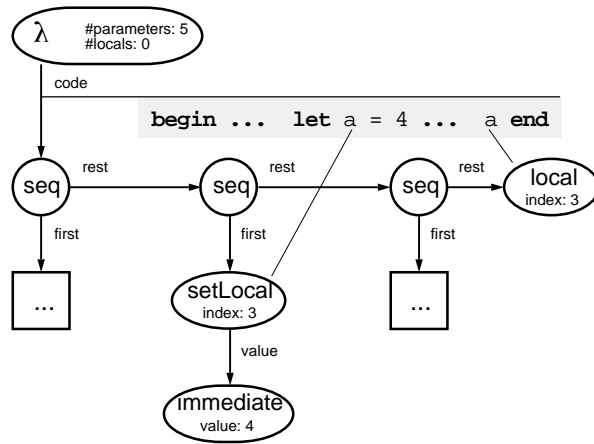 λ #parameters: 5
#locals: 0
code
begin ... let a = 4 ... a end
rest rest rest
seq seq seq local
index: 3
first first first
... setLocal ...
index: 3
value
immediate
value: 4